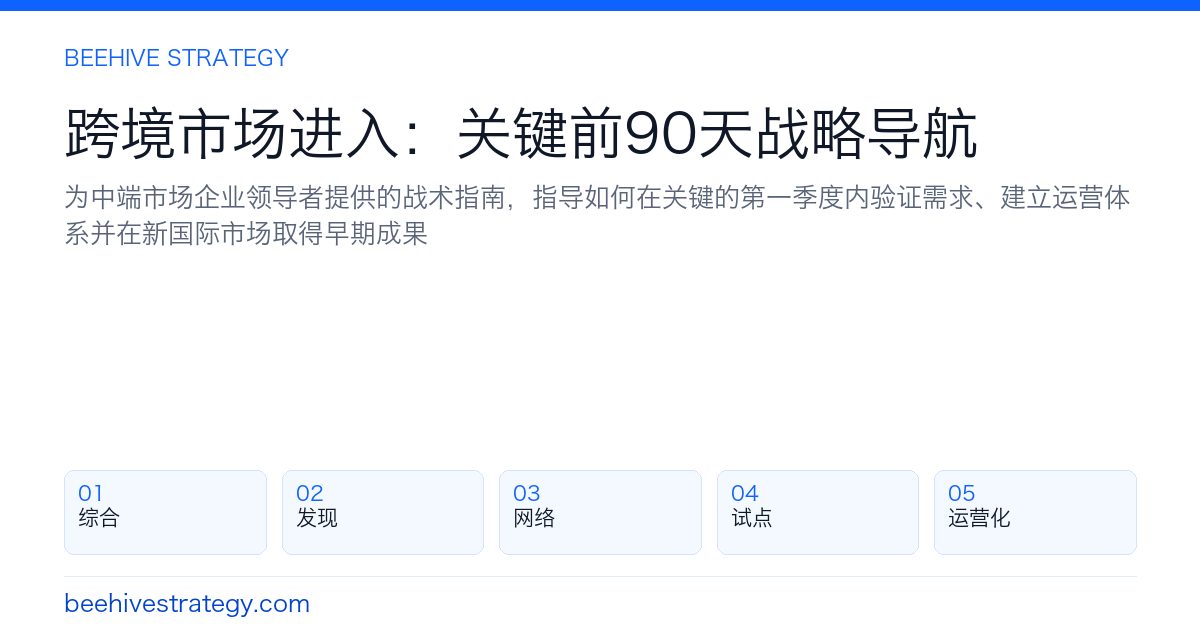 BEEHIVE STRATEGY
跨境市场进入：关键前90天战略导航
为中端市场企业领导者提供的战术指南，指导如何在关键的第一季度内验证需求、建立运营体
系并在新国际市场取得早期成果
01
综合
02
发现
03
网络
04
试点
05
运营化
beehivestrategy.com